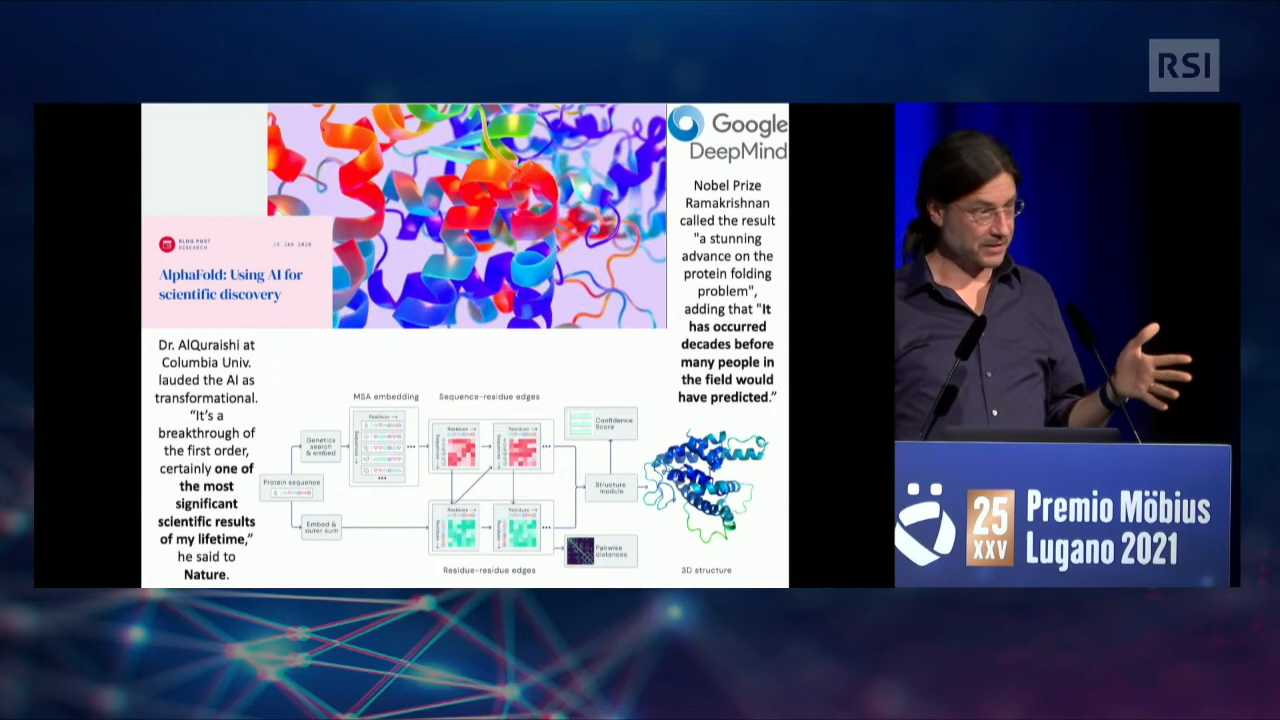 RSI
Google
DeepMind
Nobel Prize
Ramakrishnan
called the result
"a stunning
advance on the
protein folding
problem",
adding that "It
has occurred
decades before
many people in
the field would
have predicted."
BLOG POST
RESEARCH
AlphaFold: Using AI for
scientific discovery
Dr. AlQuraishi at
Columbia Univ.
lauded the AI as
transformational.
"It's a
breakthrough of
the first order,
certainly one of
the most
significant
scientific results
of my lifetime,"
he said to
Nature.
MSA embedding
Sequence-residue edges
Residues →
Residues →
Residues →
Confidence
Score
Genetics
search
& embed
Protein sequence
Structure
module
Embed &
outer sum
Residues →
Residues →
Pairwise
distances
Residue-residue edges
3D structure
25
XXV
Premio Möbius
Lugano 2021